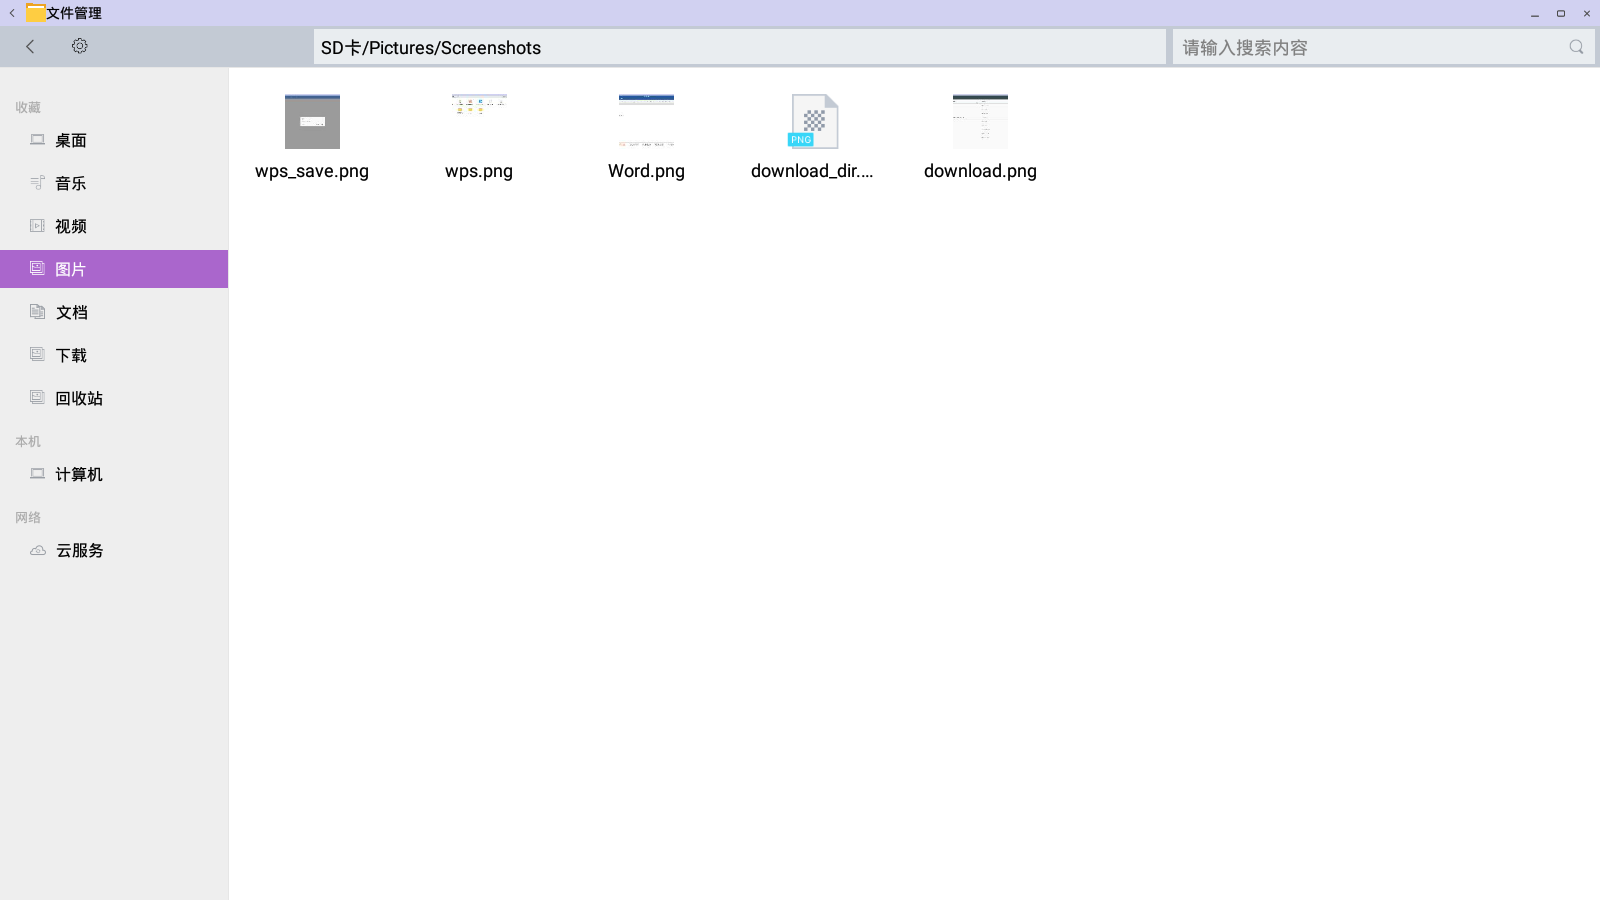 文件管理
SD卡/Pictures/Screenshots
请输入搜索内容
收藏
桌面
音乐
视频
图片
文档
下载
回收站
本机
计算机
网络
云服务
wps_save.png
wps.png
Word.png
PNG
download_dir....
download.png